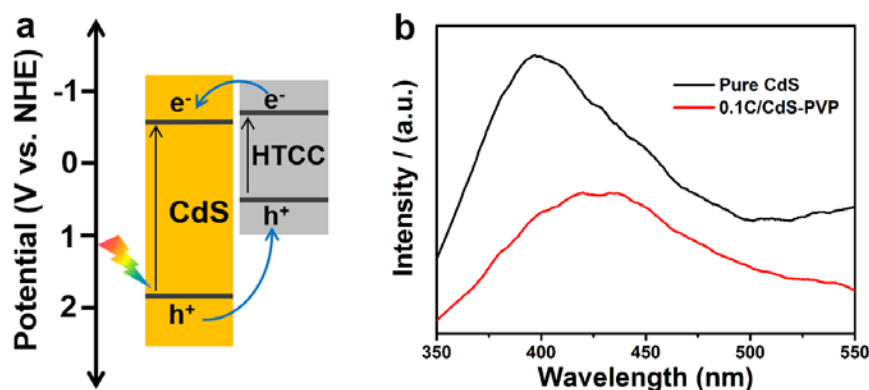 a
Potential (V vs. NHE)
-1
0
1
2
e-
e-
CdS
HTCC
h+
h+
b
Intensity / (a.u.)
Pure CdS
0.1C/CdS-PVP
350 400 450 500 550
Wavelength (nm)